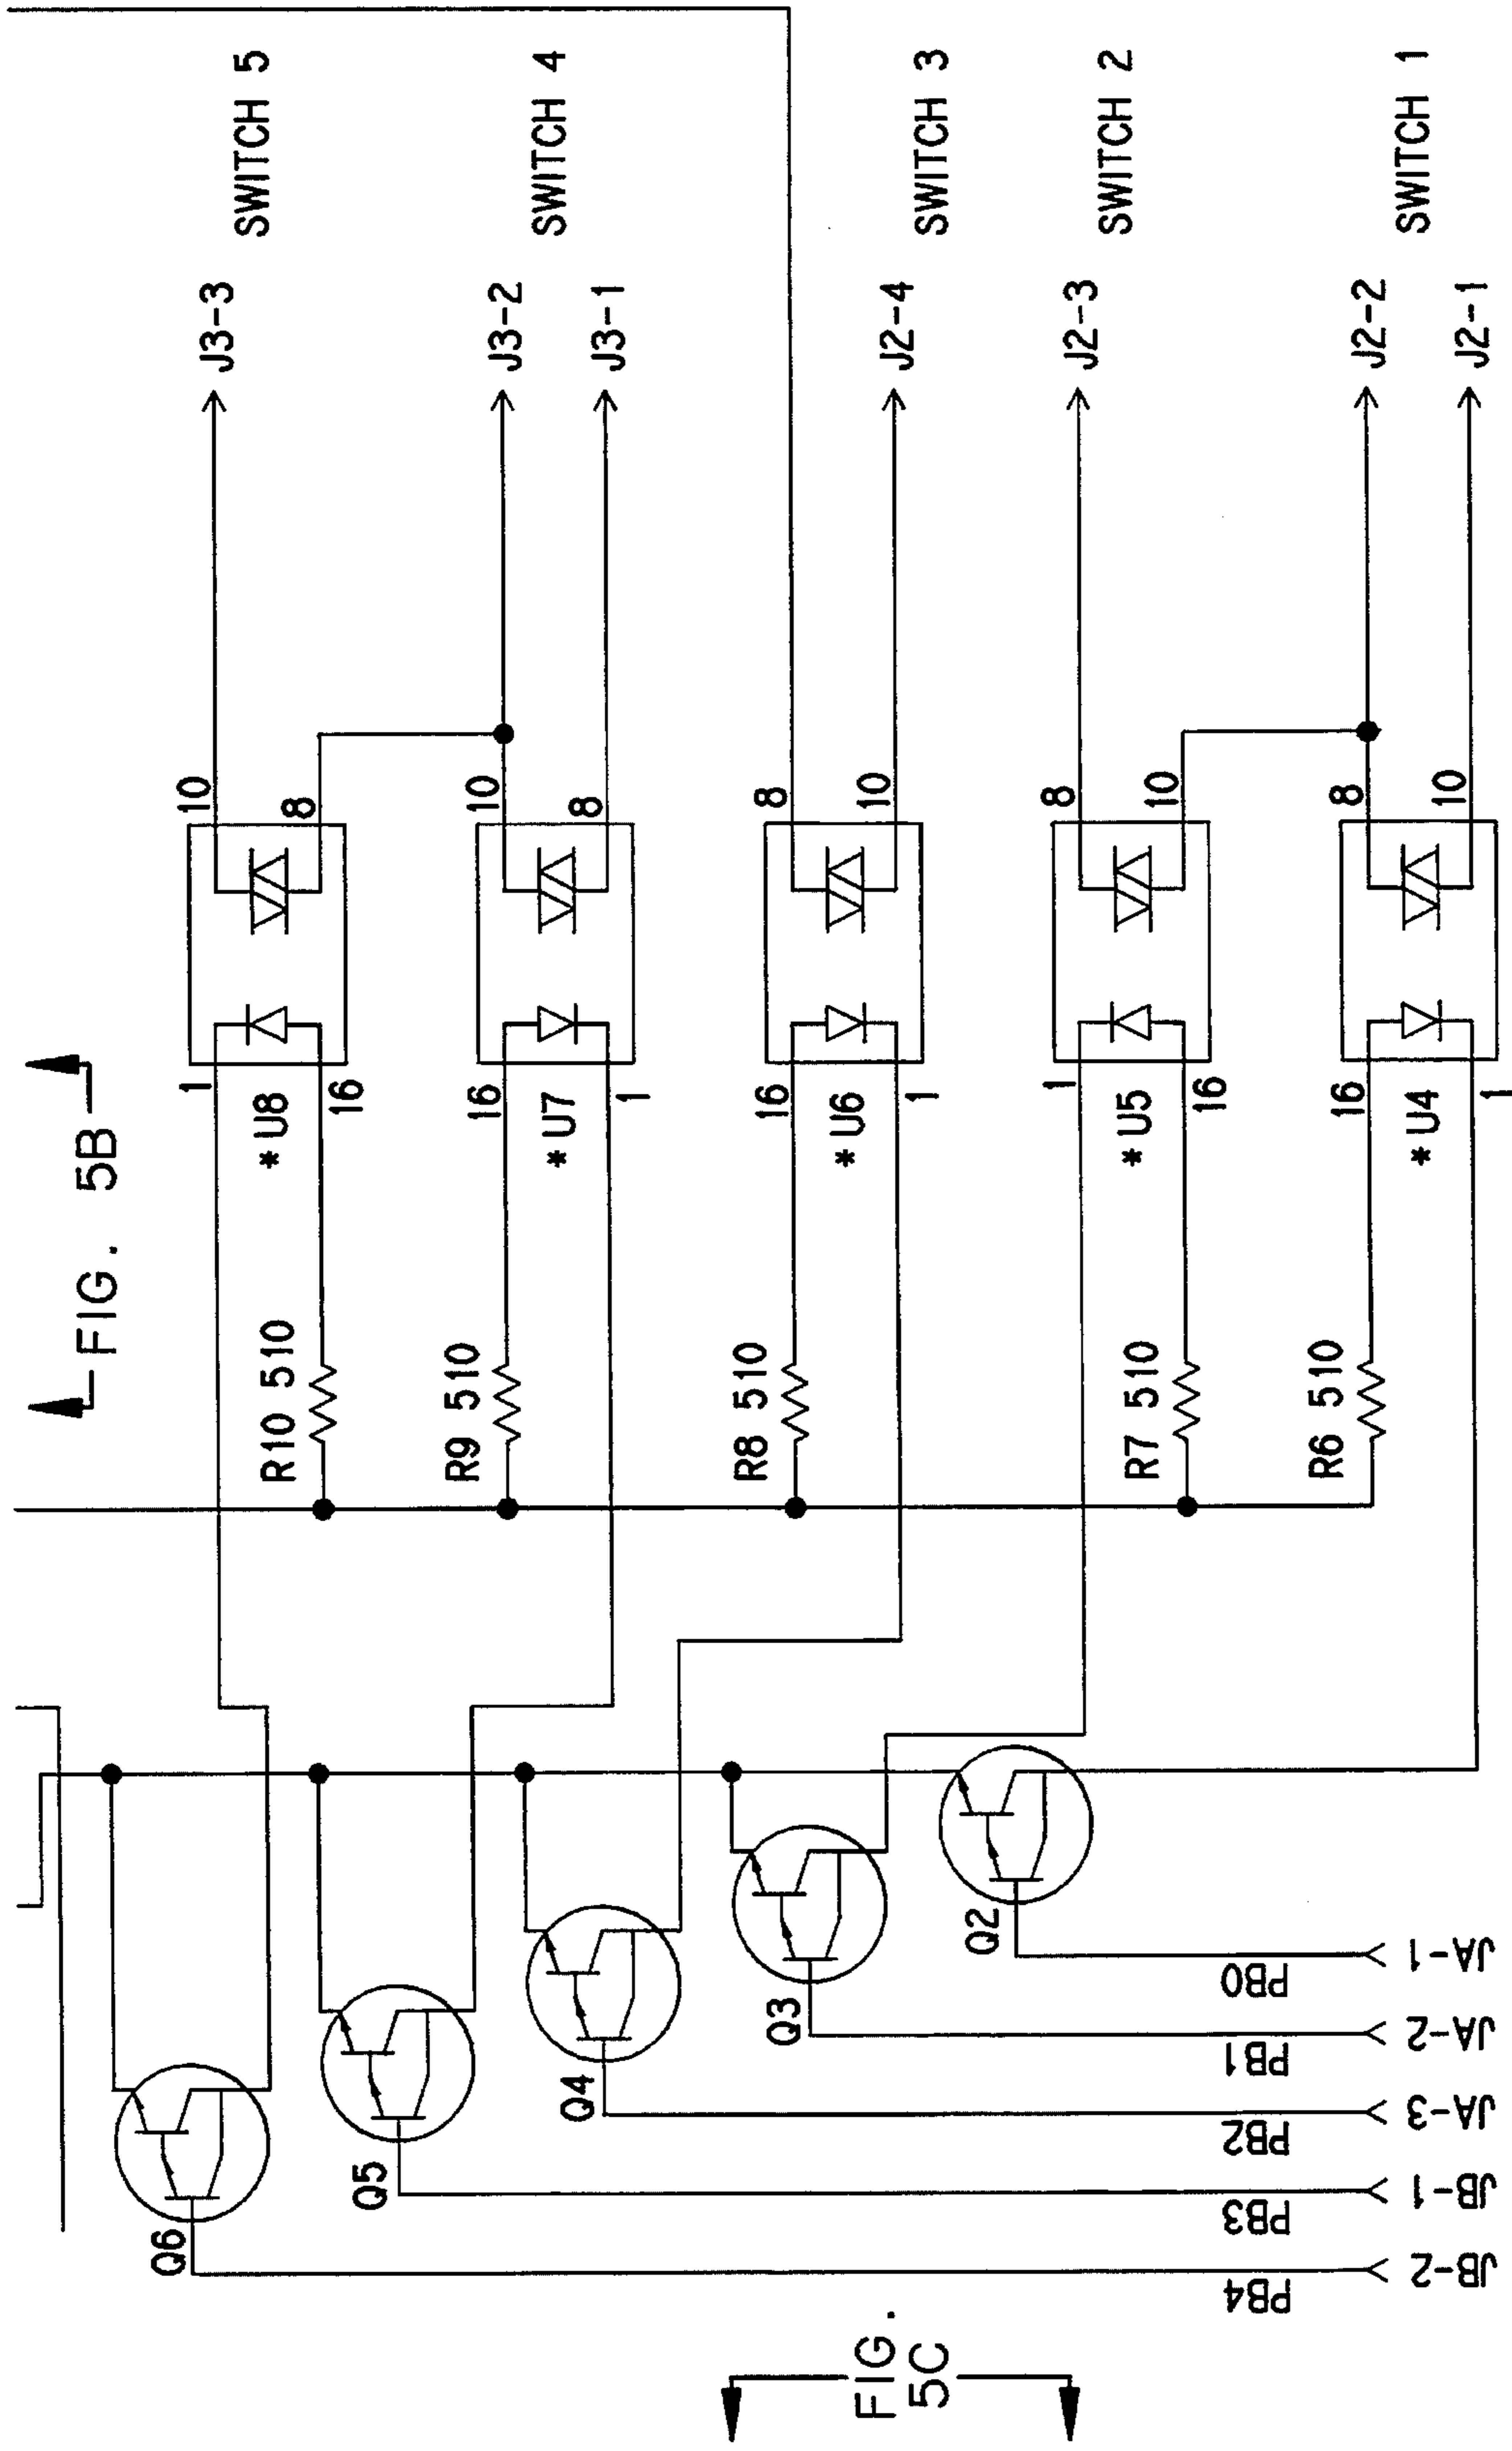 FIG. 5B
SWITCH 5
J3-3
10
8
1
16
* U8
R10 510
SWITCH 4
J3-2
J3-1
10
8
16
1
* U7
R9 510
SWITCH 3
J2-4
8
10
16
1
* U6
R8 510
SWITCH 2
J2-3
8
10
1
16
* U5
R7 510
SWITCH 1
J2-2
J2-1
8
10
16
1
* U4
R6 510
Q6
Q5
Q4
Q3
Q2
PB4
JB-2
PB3
JB-1
PB2
JA-3
PB1
JA-2
PB0
JA-1
FIG.
5C